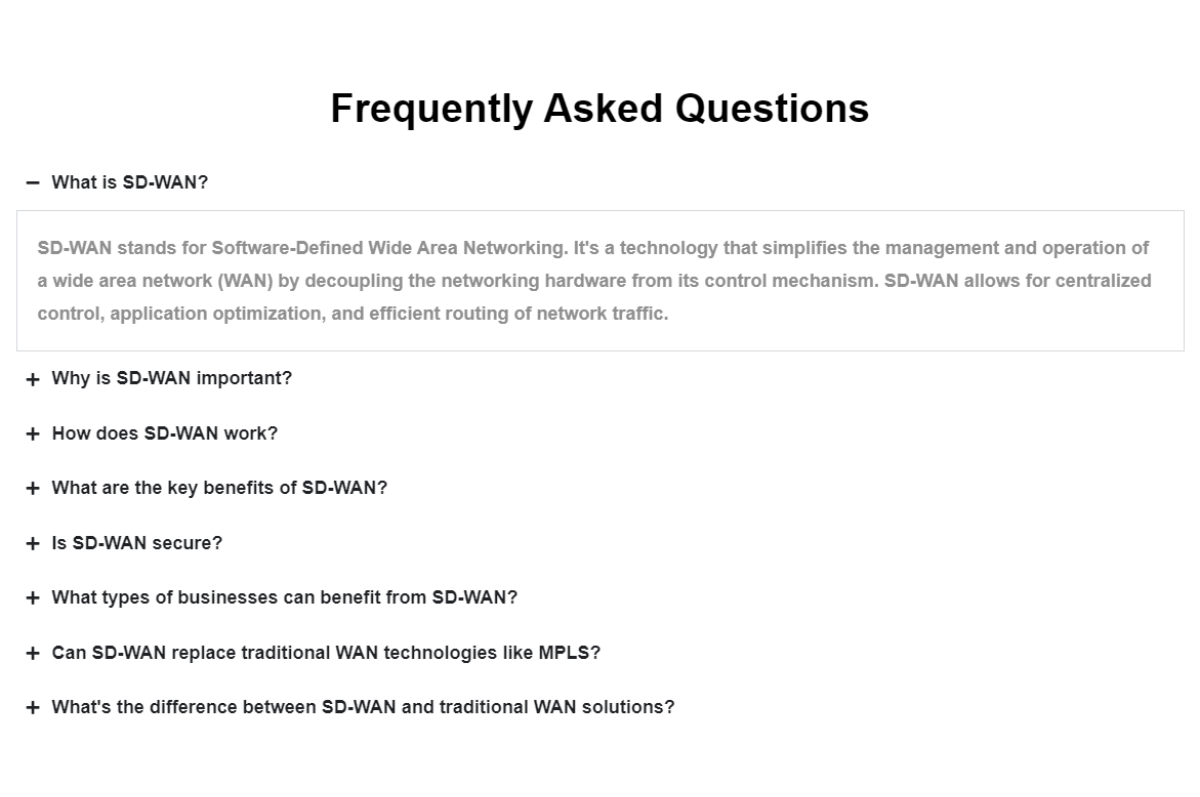 Frequently Asked Questions
− What is SD-WAN?
SD-WAN stands for Software-Defined Wide Area Networking. It's a technology that simplifies the management and operation of
a wide area network (WAN) by decoupling the networking hardware from its control mechanism. SD-WAN allows for centralized
control, application optimization, and efficient routing of network traffic.
+ Why is SD-WAN important?
+ How does SD-WAN work?
+ What are the key benefits of SD-WAN?
+ Is SD-WAN secure?
+ What types of businesses can benefit from SD-WAN?
+ Can SD-WAN replace traditional WAN technologies like MPLS?
+ What's the difference between SD-WAN and traditional WAN solutions?